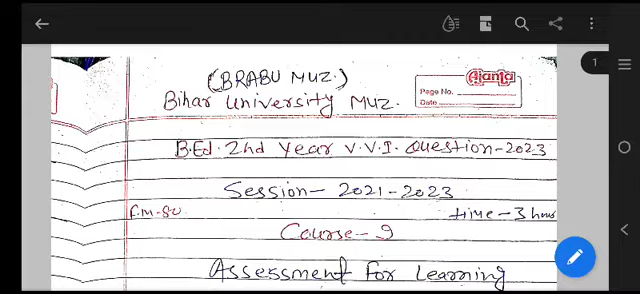 1
(BRABU MUZ.)
Ajanta
Bihar University MUZ.
Page No.
Date
B.Ed. 2nd Year V.V.I. Question-2023
Session- 2021-2023
F.M-80
time-3 hours
Course-9
Assessment For Learning